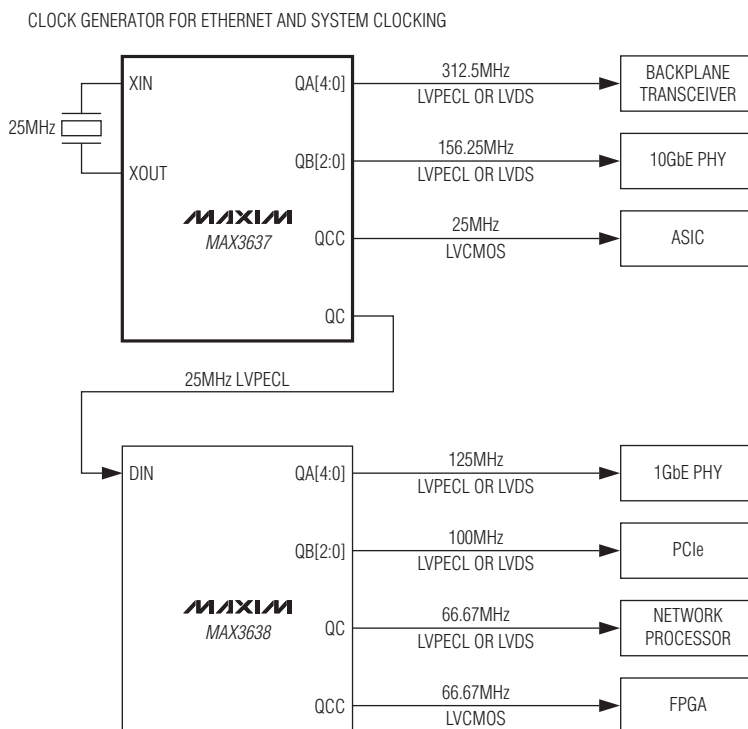 CLOCK GENERATOR FOR ETHERNET AND SYSTEM CLOCKING
XIN
QA[4:0]
312.5MHz
LVPECL OR LVDS
BACKPLANE
TRANSCEIVER
25MHz
XOUT
QB[2:0]
156.25MHz
LVPECL OR LVDS
10GbE PHY
MAXIM
MAX3637
QCC
25MHz
LVCMOS
ASIC
QC
25MHz LVPECL
DIN
QA[4:0]
125MHz
LVPECL OR LVDS
1GbE PHY
QB[2:0]
100MHz
LVPECL OR LVDS
PCIe
MAXIM
MAX3638
QC
66.67MHz
LVPECL OR LVDS
NETWORK
PROCESSOR
QCC
66.67MHz
LVCMOS
FPGA